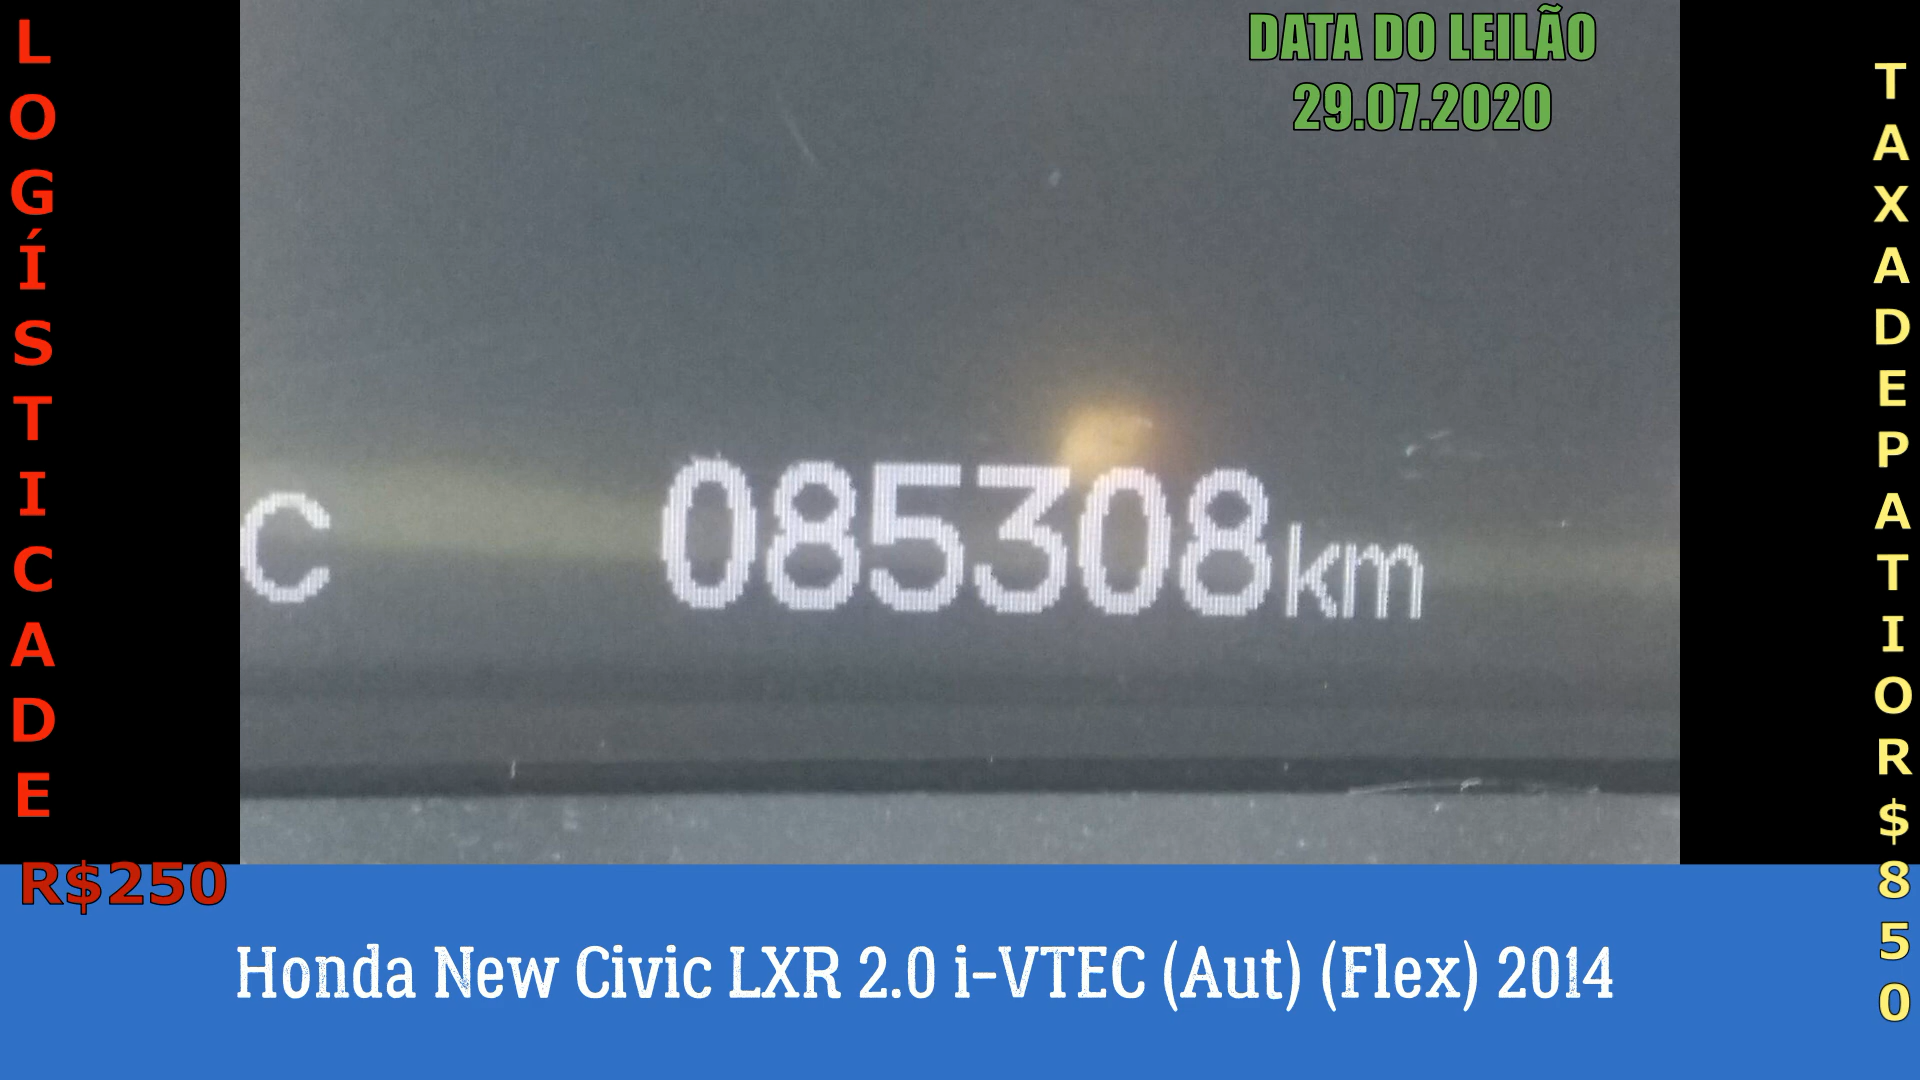 LOGÍSTICA DE
R$250
DATA DO LEILÃO
29.07.2020
C
085308km
TAXA DE PATIO R$850
Honda New Civic LXR 2.0 i-VTEC (Aut) (Flex) 2014